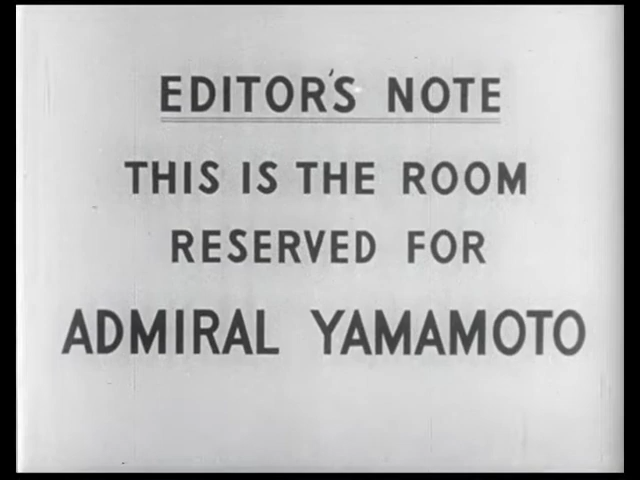 EDITOR'S NOTE
THIS IS THE ROOM
RESERVED FOR
ADMIRAL YAMAMOTO